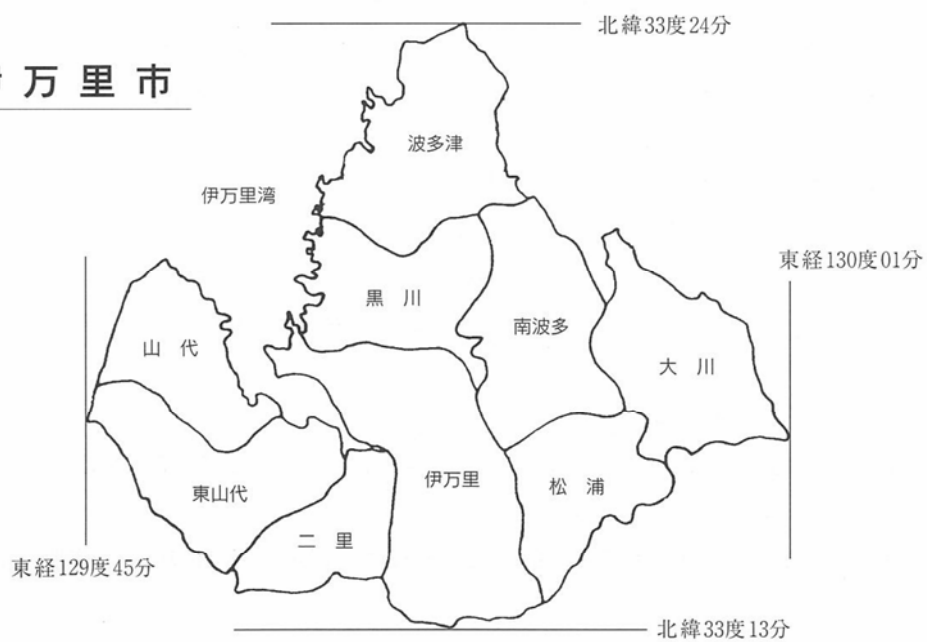 万里市
北緯33度24分
波多津
伊万里湾
東経130度01分
黒川
南波多
山代
大川
伊万里
松浦
東山代
二里
東経129度45分
北緯33度13分